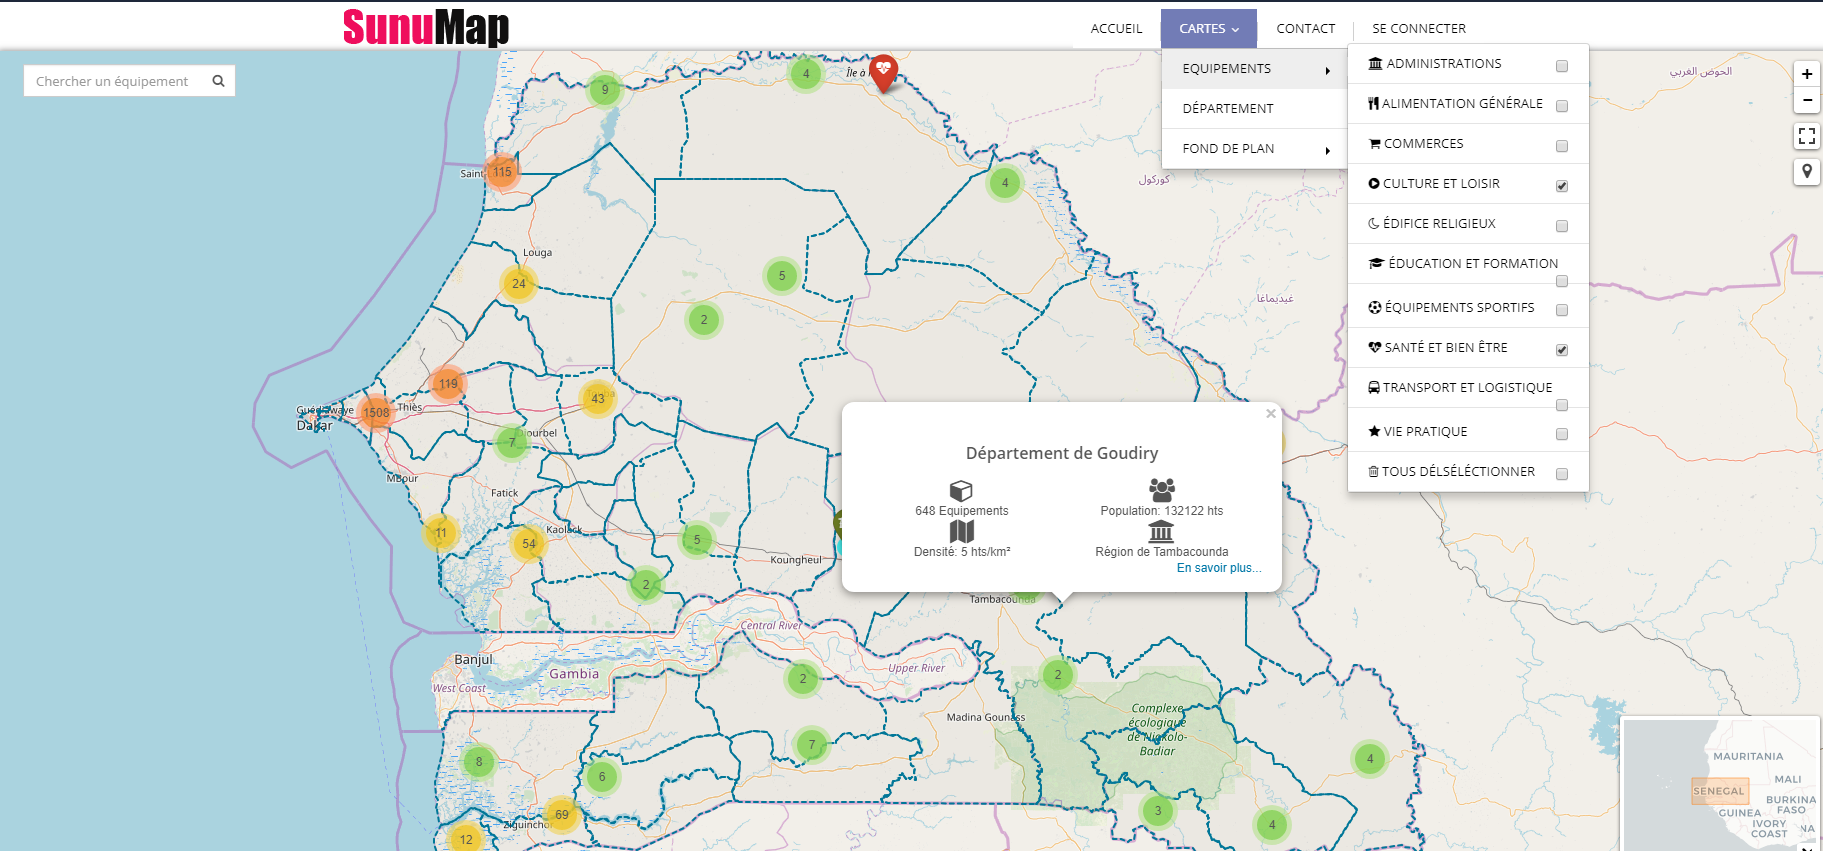 SunuMap
ACCUEIL
CARTES
CONTACT
SE CONNECTER
Chercher un équipement
EQUIPEMENTS
DÉPARTEMENT
FOND DE PLAN
ADMINISTRATIONS
ALIMENTATION GÉNÉRALE
COMMERCES
CULTURE ET LOISIR
ÉDIFICE RELIGIEUX
ÉDUCATION ET FORMATION
ÉQUIPEMENTS SPORTIFS
SANTÉ ET BIEN ÊTRE
TRANSPORT ET LOGISTIQUE
VIE PRATIQUE
TOUS DÉLSÉLÉCTIONNER
+
−
الحوض الغربي
كوركول
غيديماغا
4
Île à
9
115
4
Louga
24
5
2
119
43
Guédiawaye
1508
Thiès
Dakar
7
Diourbel
MBour
Fatick
11
Kaolack
54
5
Koungheul
2
×
Département de Goudiry
648 Equipements
Population: 132122 hts
Densité: 5 hts/km²
Région de Tambacounda
En savoir plus...
Tambacounda
Central River
Banjul
Upper River
Gambia
West Coast
2
2
Madina Gounass
Complexe
écologique
de Niokolo-
Badiar
7
8
6
4
69
Ziguinchor
12
3
4
MAURITANIA
MALI
SENEGAL
BURKINA
FASO
GUINEA
IVORY
COAST